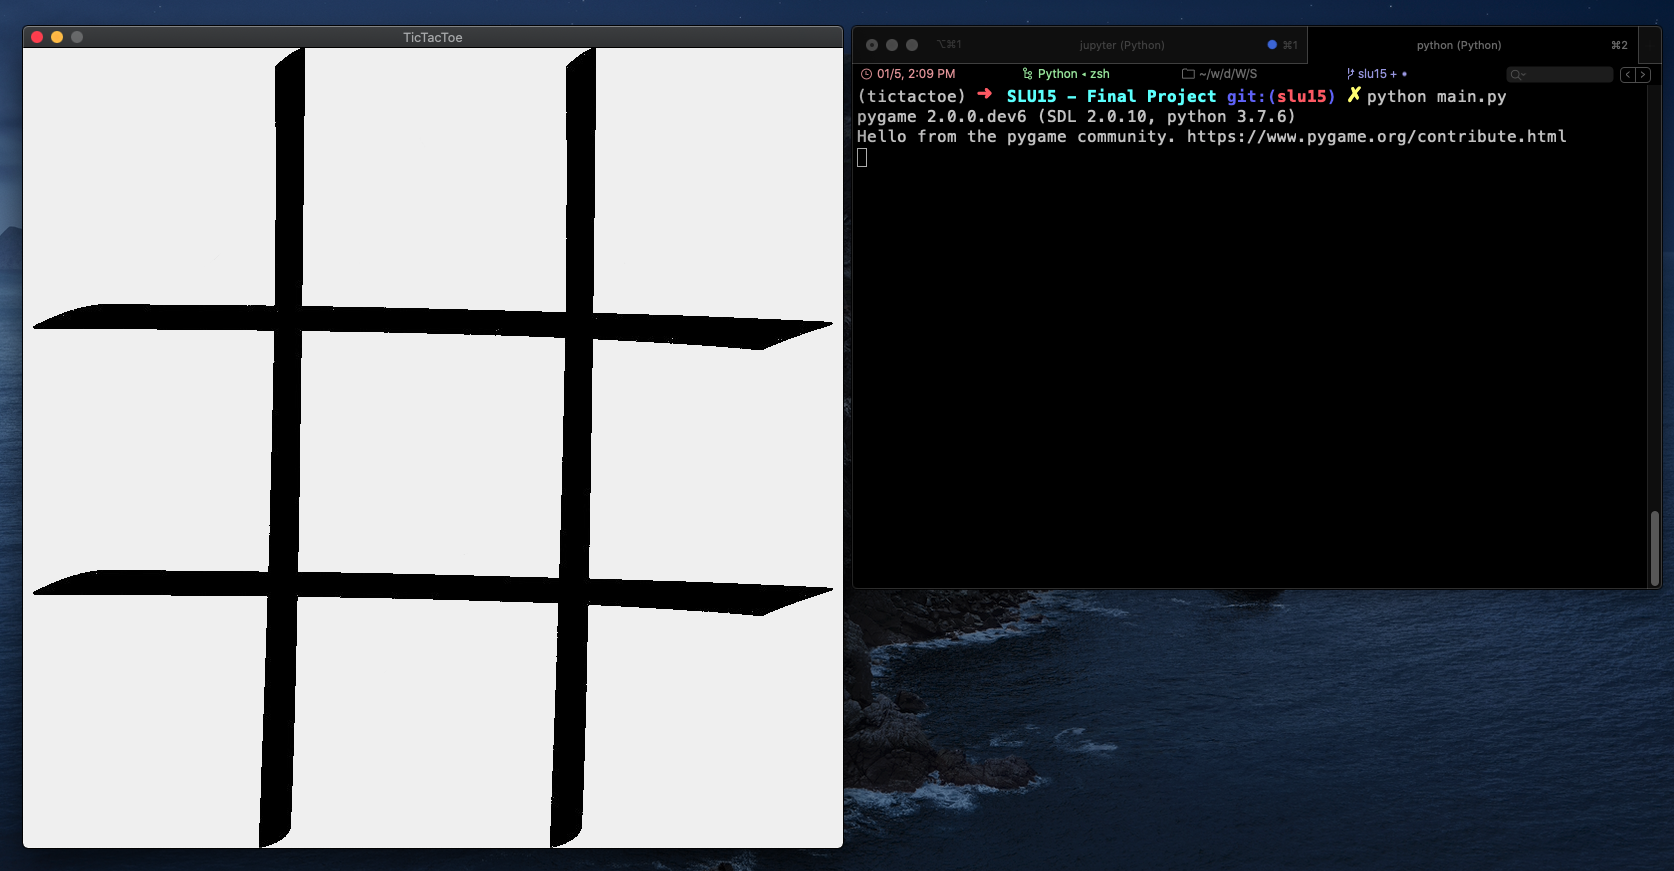 TicTacToe
⌥⌘1
jupyter (Python)
⌘1
python (Python)
⌘2
01/5, 2:09 PM
Python ◂ zsh
~/w/d/W/S
slu15 + •
(tictactoe) ➜ SLU15 - Final Project git:(slu15) ✗ python main.py
pygame 2.0.0.dev6 (SDL 2.0.10, python 3.7.6)
Hello from the pygame community. https://www.pygame.org/contribute.html